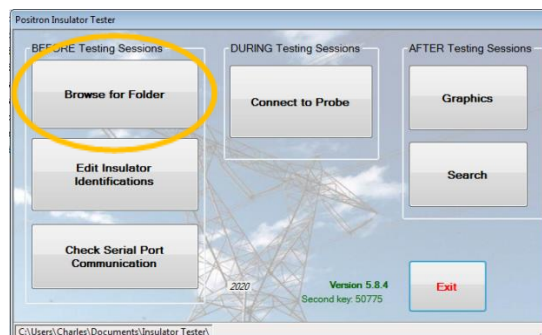 Positron Insulator Tester
BEFORE Testing Sessions
Browse for Folder
Edit Insulator
Identifications
Check Serial Port
Communication
DURING Testing Sessions
Connect to Probe
AFTER Testing Sessions
Graphics
Search
2020
Version 5.8.4
Second key: 50775
Exit
C:\Users\Charles\Documents\Insulator Tester\